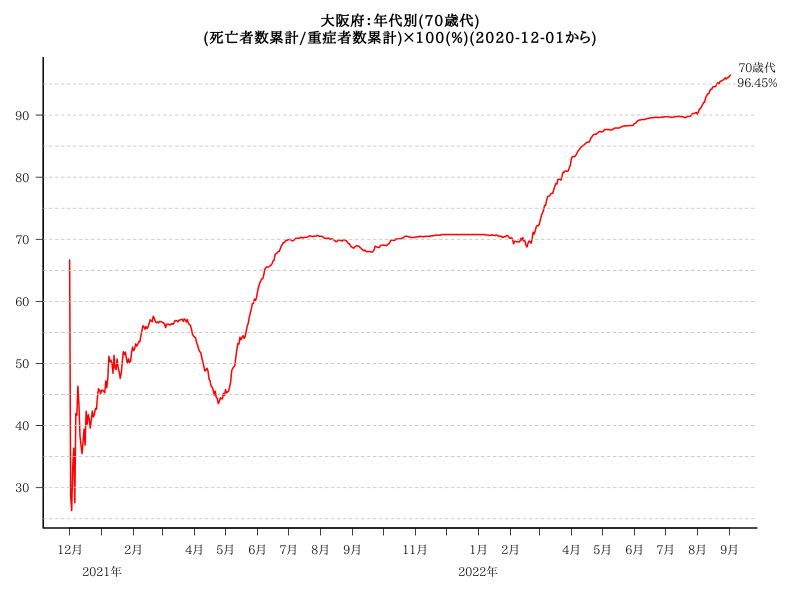 大阪府：年代別(70歳代)
(死亡者数累計/重症者数累計)×100(%)(2020-12-01から)
70歳代
96.45%
90
80
70
60
50
40
30
12月 2月 4月 5月 6月 7月 8月 9月 11月 1月 2月 4月 5月 6月 7月 8月 9月
2021年 2022年